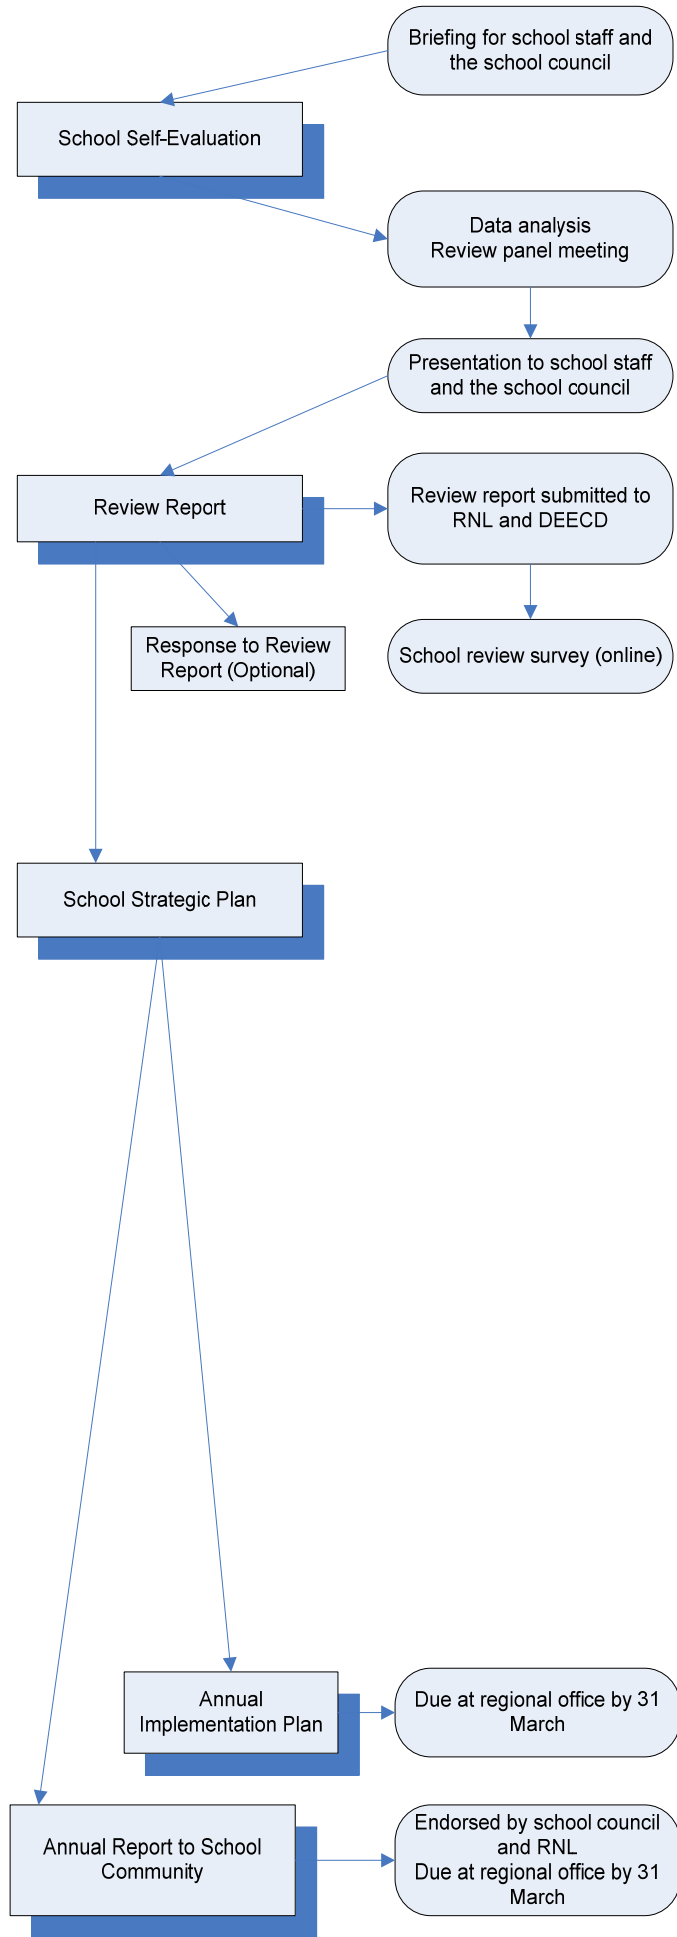 Briefing for school staff and
the school council
School Self-Evaluation
Data analysis
Review panel meeting
Presentation to school staff
and the school council
Review Report
Review report submitted to
RNL and DEECD
Response to Review
Report (Optional)
School review survey (online)
School Strategic Plan
Annual
Implementation Plan
Due at regional office by 31
March
Annual Report to School
Community
Endorsed by school council
and RNL
Due at regional office by 31
March